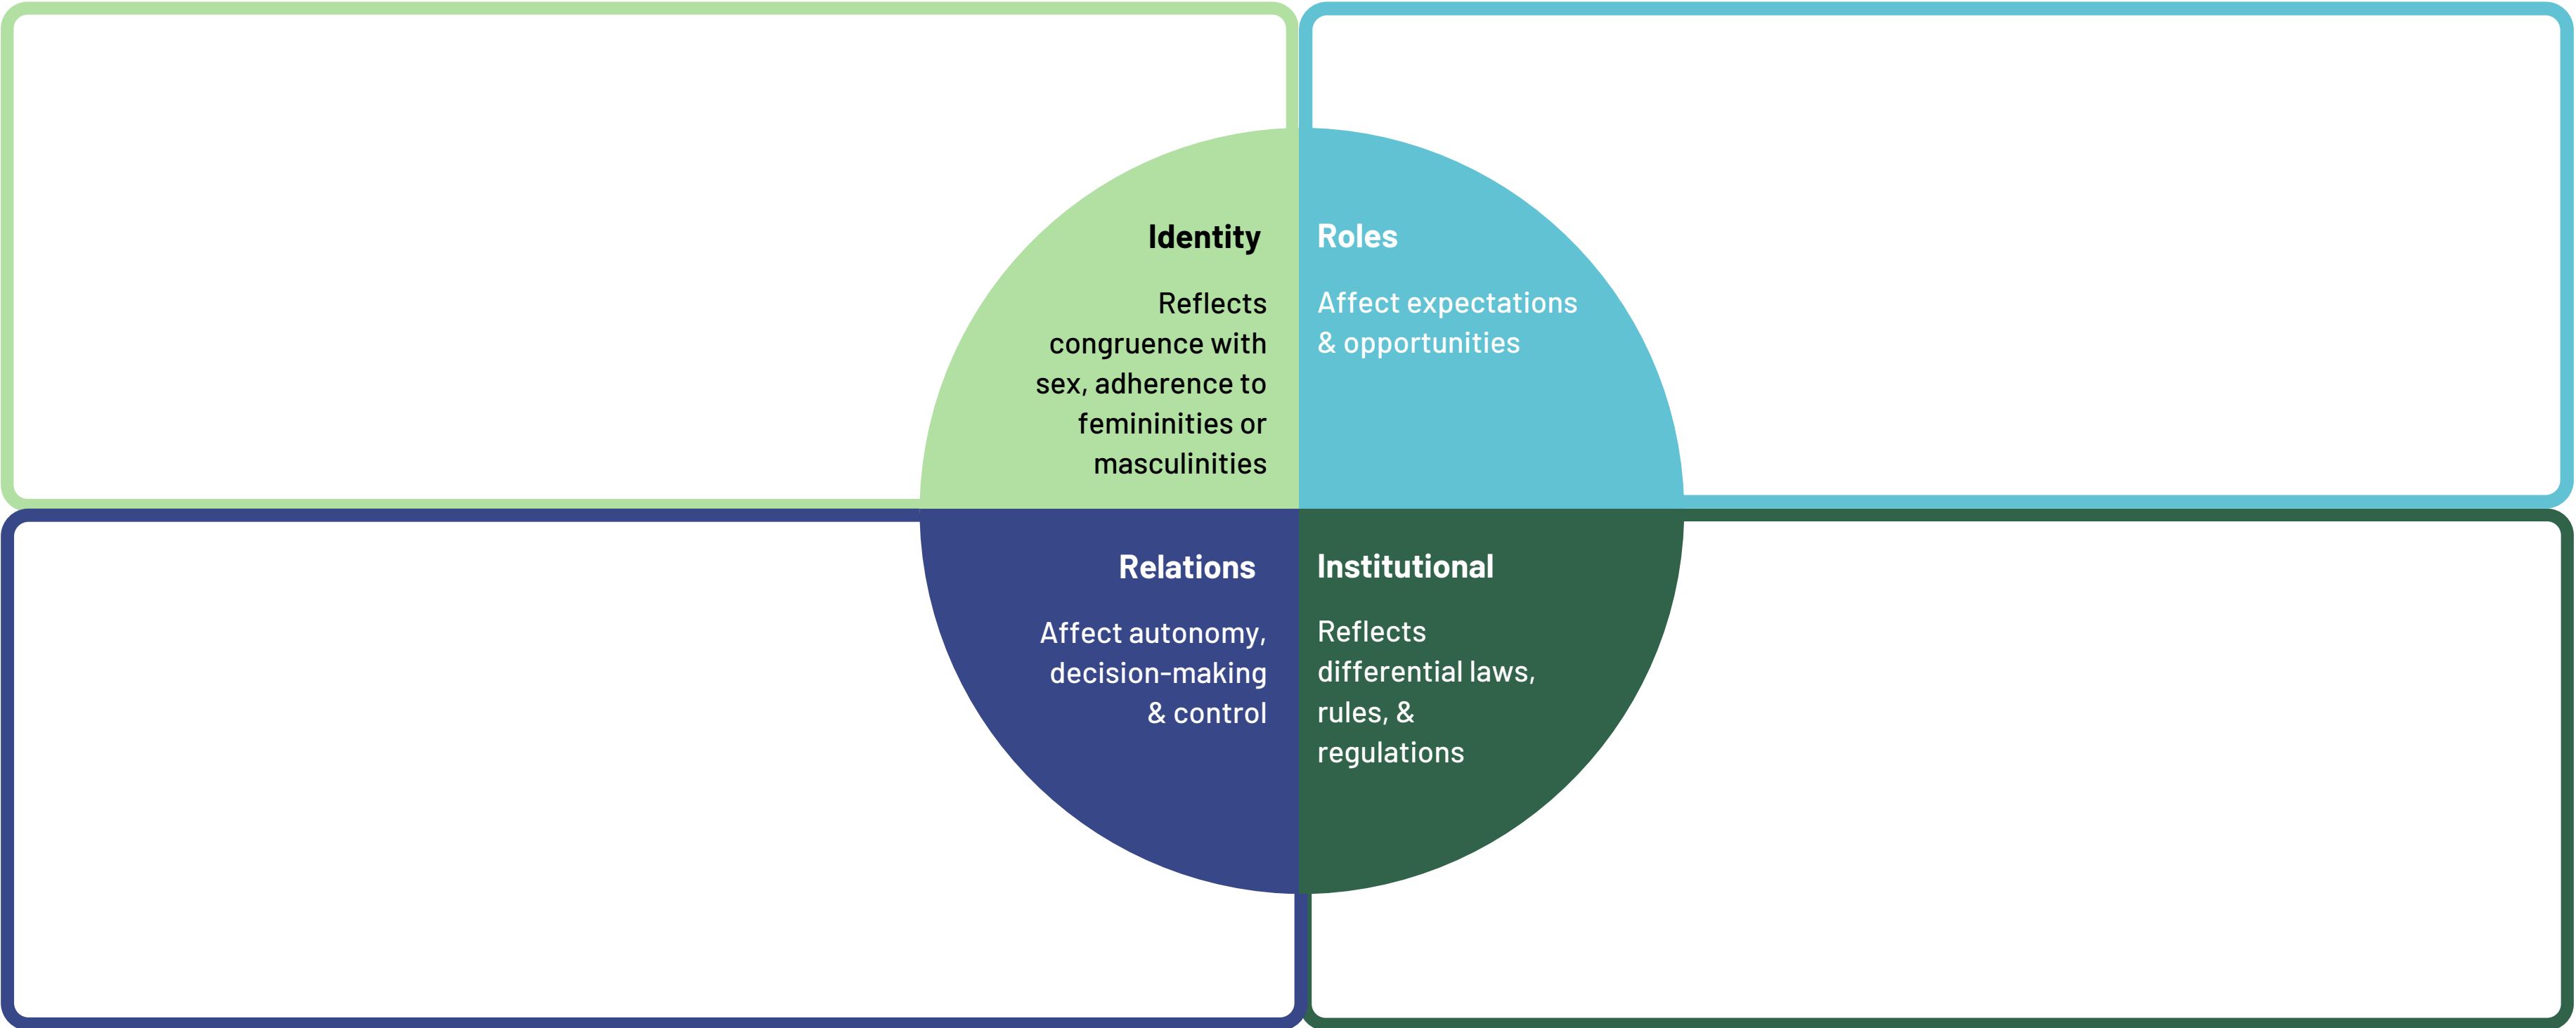 Identity
Reflects
congruence with
sex, adherence to
femininities or
masculinities
Roles
Affect expectations
& opportunities
Relations
Affect autonomy,
decision-making
& control
Institutional
Reflects
differential laws,
rules, &
regulations